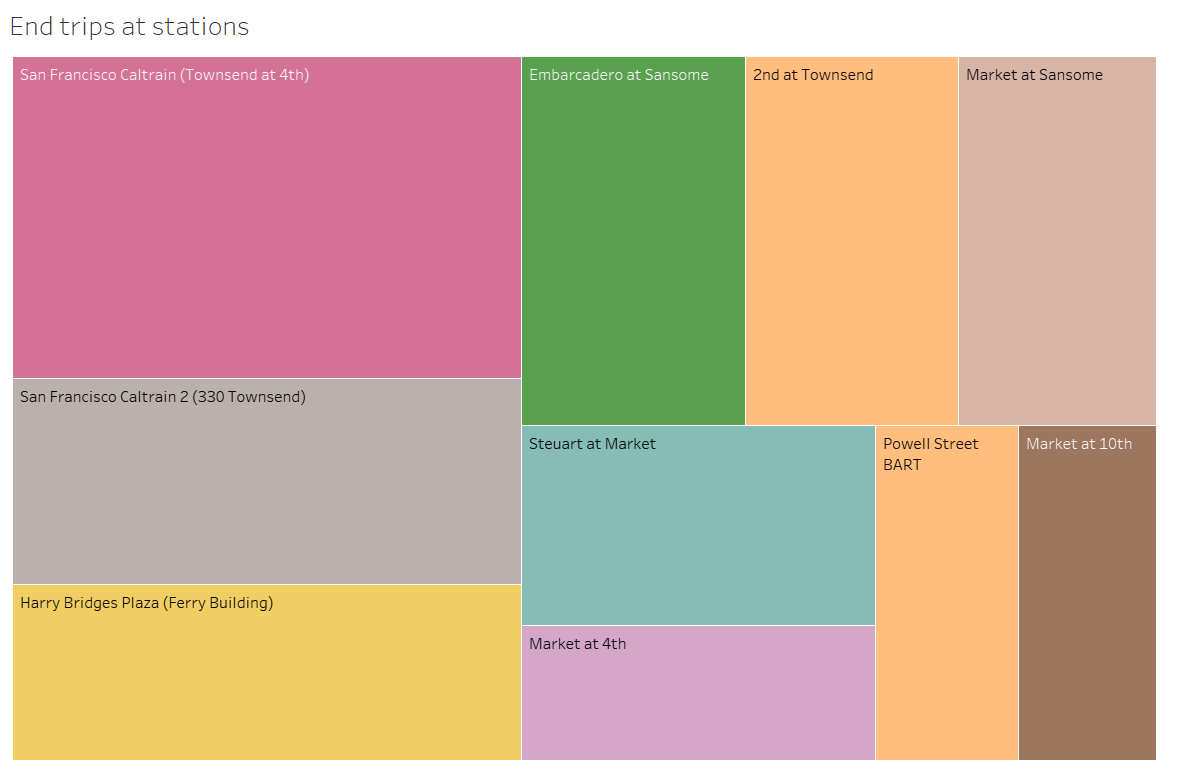 End trips at stations
San Francisco Caltrain (Townsend at 4th)
Embarcadero at Sansome
2nd at Townsend
Market at Sansome
San Francisco Caltrain 2 (330 Townsend)
Steuart at Market
Powell Street
BART
Market at 10th
Harry Bridges Plaza (Ferry Building)
Market at 4th